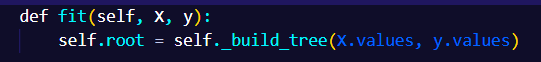 def fit(self, X, y):
    self.root = self._build_tree(X.values, y.values)